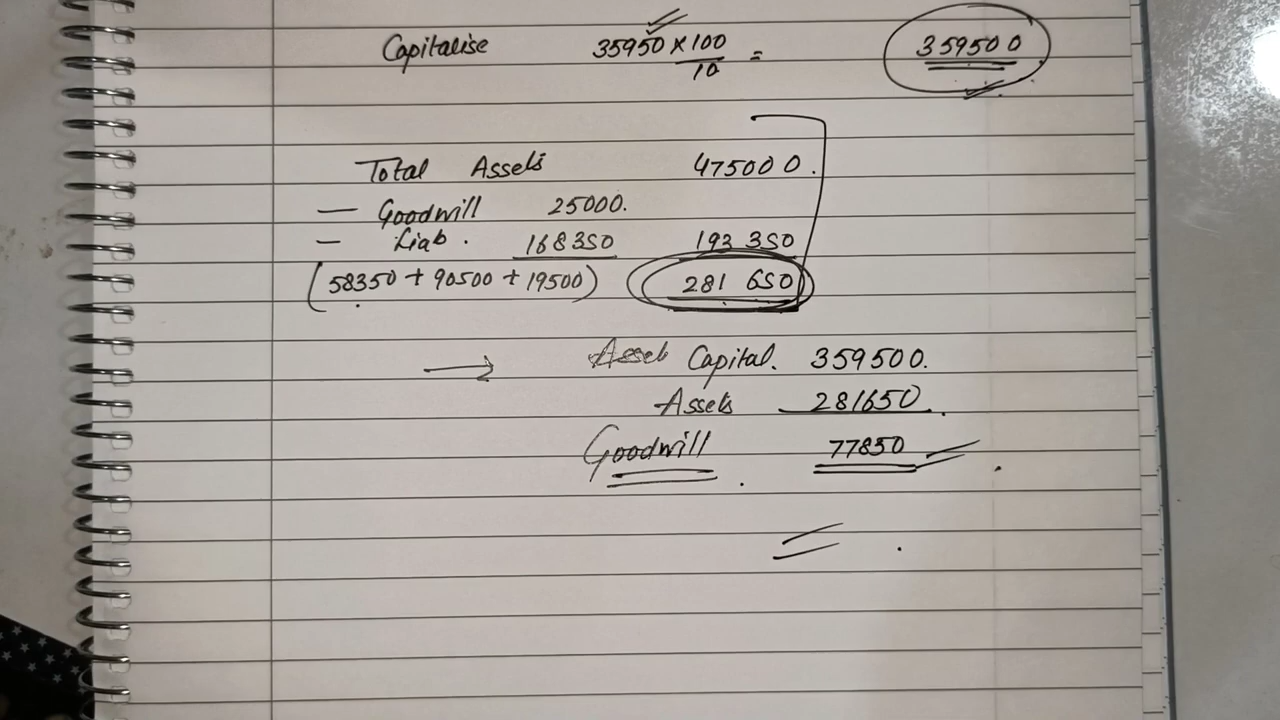 Capitalise 35950 × 100 / 10 = 359500
Total Assets 475000.
— Goodwill 25000.
— Liab. 168350 193350
(58350 + 90500 + 19500) 281650
→ Assets Capital. 359500.
Assets 281650.
Goodwill 77850